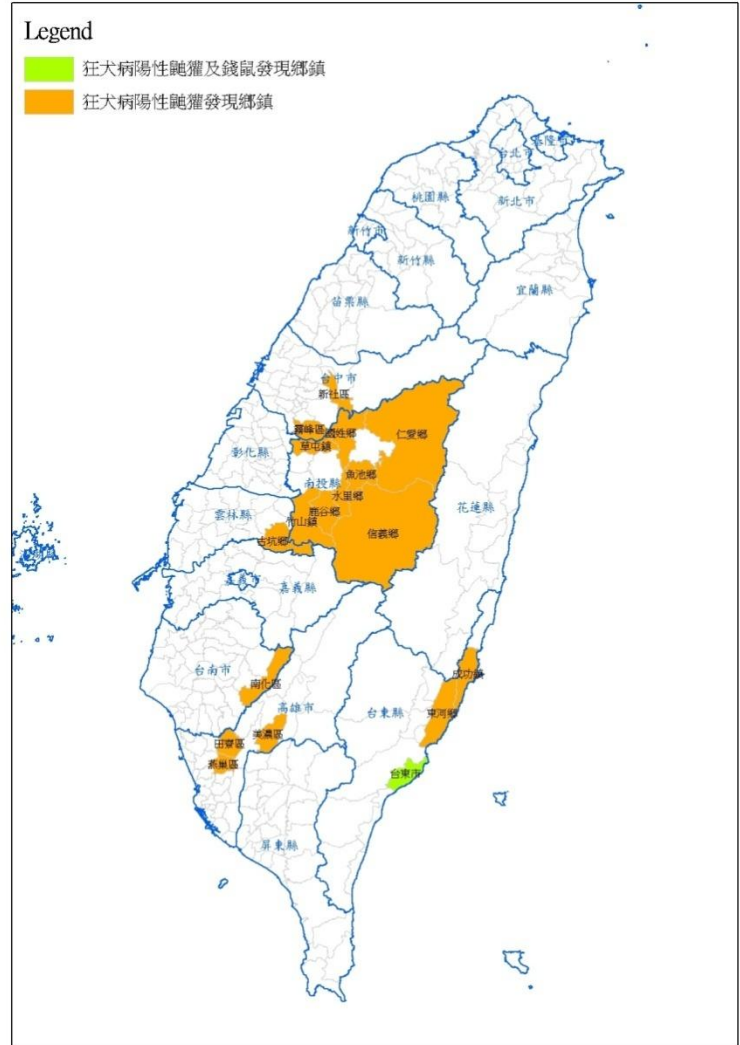 Legend
狂犬病陽性鼬獾及錢鼠發現鄉鎮
狂犬病陽性鼬獾發現鄉鎮
台北市
桃園縣
新北市
新竹市
新竹縣
宜蘭縣
苗栗縣
台中市
新社區
霧峰區
仁愛鄉
草屯鎮
彰化縣
魚池鄉
南投縣
水里鄉
雲林縣
鹿谷鄉
竹山鎮
花蓮縣
信義鄉
古坑鄉
嘉義市
嘉義縣
台南市
成功鎮
南化區
高雄市
台東縣
東河鄉
美濃區
田寮區
燕巢區
台東市
屏東縣